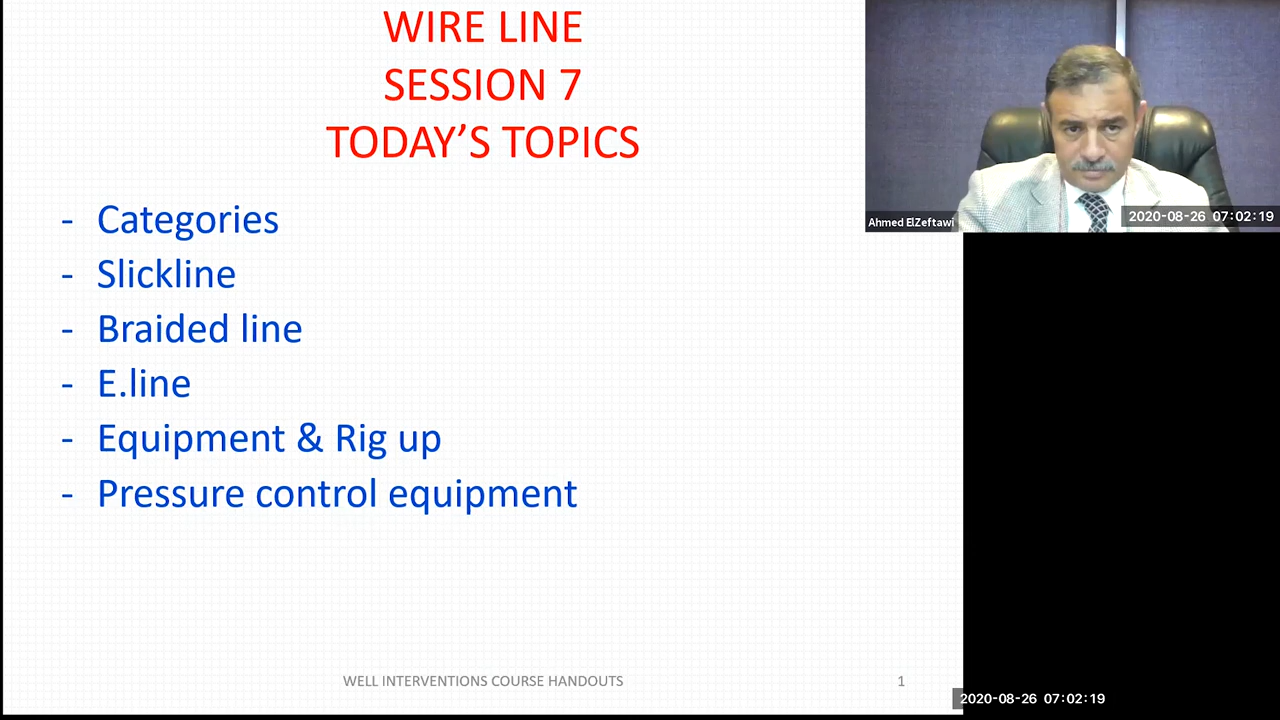 WIRE LINE
SESSION 7
TODAY’S TOPICS
- Categories
- Slickline
- Braided line
- E.line
- Equipment & Rig up
- Pressure control equipment
WELL INTERVENTIONS COURSE HANDOUTS
1
Ahmed ElZeftawi
2020-08-26 07:02:19
2020-08-26 07:02:19